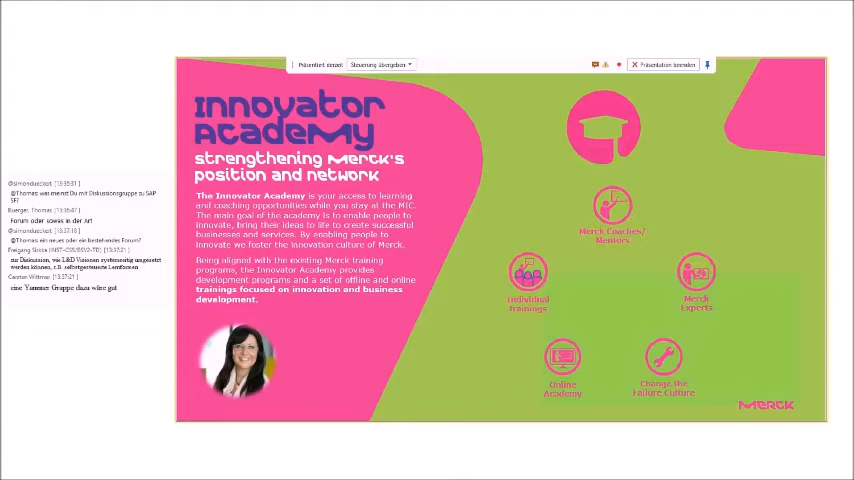 Präsentiert derzeit
Steuerung übergeben
Präsentation beenden
@simondueckert [13:36:31]
@Thomas: was meinst Du mit Diskussionsgruppe zu SAP
SF?
Buerger, Thomas [13:36:47]
Forum oder sowas in der Art
@simondueckert [13:37:18]
@Thomas: ein neues oder ein bestehendes Forum?
[13:37:21]
zur Diskussion, wie L&D Visionen systemseitig umgesetzt
werden können, z.B. selbstgesteuerte Lernformen
Carsten Wittmer [13:37:21]
eine Yammer Gruppe dazu wäre gut
Innovator
Academy
strengthening Merck's
position and network
The Innovator Academy is your access to learning
and coaching opportunities while you stay at the MIC.
The main goal of the academy is to enable people to
innovate, bring their ideas to life to create successful
businesses and services. By enabling people to
innovate we foster the innovation culture of Merck.
Being aligned with the existing Merck training
programs, the Innovator Academy provides
development programs and a set of offline and online
trainings focused on innovation and business
development.
Merck Coaches/
Mentors
Individual
trainings
Merck
Experts
Online
Academy
Change the
Failure Culture
Merck